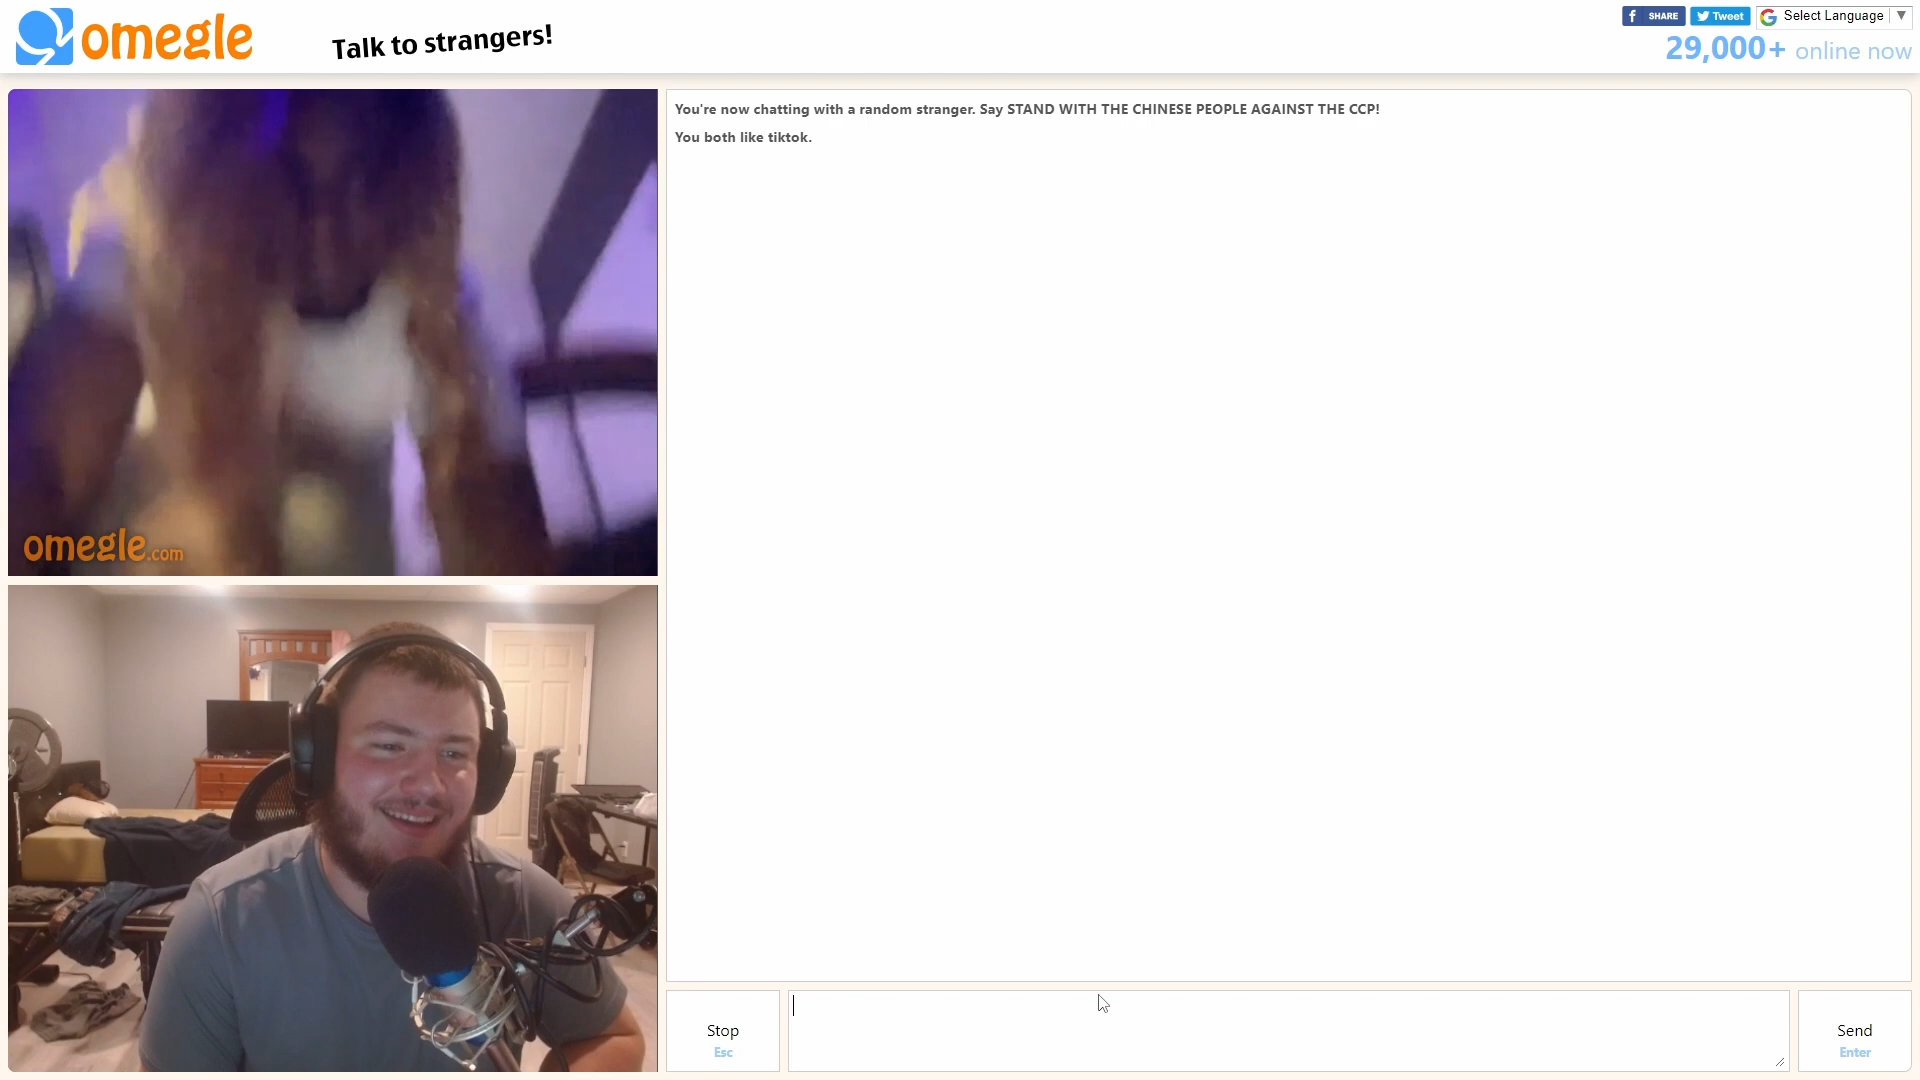 omegle
Talk to strangers!
SHARE
Tweet
Select Language
29,000+ online now
You're now chatting with a random stranger. Say STAND WITH THE CHINESE PEOPLE AGAINST THE CCP!
You both like tiktok.
omegle.com
Stop
Esc
Send
Enter